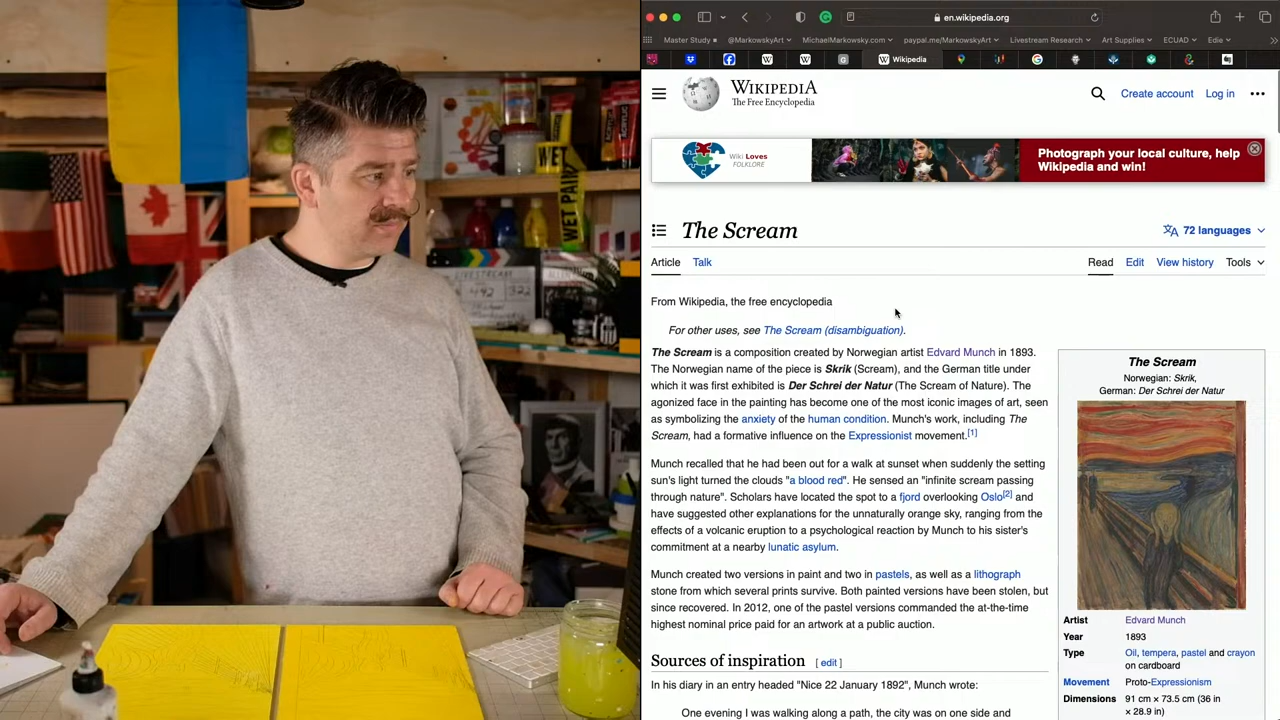 WET PAINT
WET
ACRYLIC
ACRYLIC
LIVESTREAM
442
322
en.wikipedia.org
Master Study
@MarkowskyArt
MichaelMarkowsky.com
paypal.me/MarkowskyArt
Livestream Research
Art Supplies
ECUAD
Edie
Wikipedia
WIKIPEDIA
The Free Encyclopedia
Create account
Log in
Wiki Loves
FOLKLORE
Photograph your local culture, help
Wikipedia and win!
The Scream
72 languages
Article
Talk
Read
Edit
View history
Tools
From Wikipedia, the free encyclopedia
For other uses, see The Scream (disambiguation).
The Scream is a composition created by Norwegian artist Edvard Munch in 1893.
The Norwegian name of the piece is Skrik (Scream), and the German title under
which it was first exhibited is Der Schrei der Natur (The Scream of Nature). The
agonized face in the painting has become one of the most iconic images of art, seen
as symbolizing the anxiety of the human condition. Munch's work, including The
Scream, had a formative influence on the Expressionist movement.[1]
Munch recalled that he had been out for a walk at sunset when suddenly the setting
sun's light turned the clouds "a blood red". He sensed an "infinite scream passing
through nature". Scholars have located the spot to a fjord overlooking Oslo[2] and
have suggested other explanations for the unnaturally orange sky, ranging from the
effects of a volcanic eruption to a psychological reaction by Munch to his sister's
commitment at a nearby lunatic asylum.
Munch created two versions in paint and two in pastels, as well as a lithograph
stone from which several prints survive. Both painted versions have been stolen, but
since recovered. In 2012, one of the pastel versions commanded the at-the-time
highest nominal price paid for an artwork at a public auction.
Sources of inspiration [ edit ]
In his diary in an entry headed "Nice 22 January 1892", Munch wrote:
One evening I was walking along a path, the city was on one side and
The Scream
Norwegian: Skrik,
German: Der Schrei der Natur
Artist Edvard Munch
Year 1893
Type Oil, tempera, pastel and crayon
on cardboard
Movement Proto-Expressionism
Dimensions 91 cm × 73.5 cm (36 in
× 28.9 in)